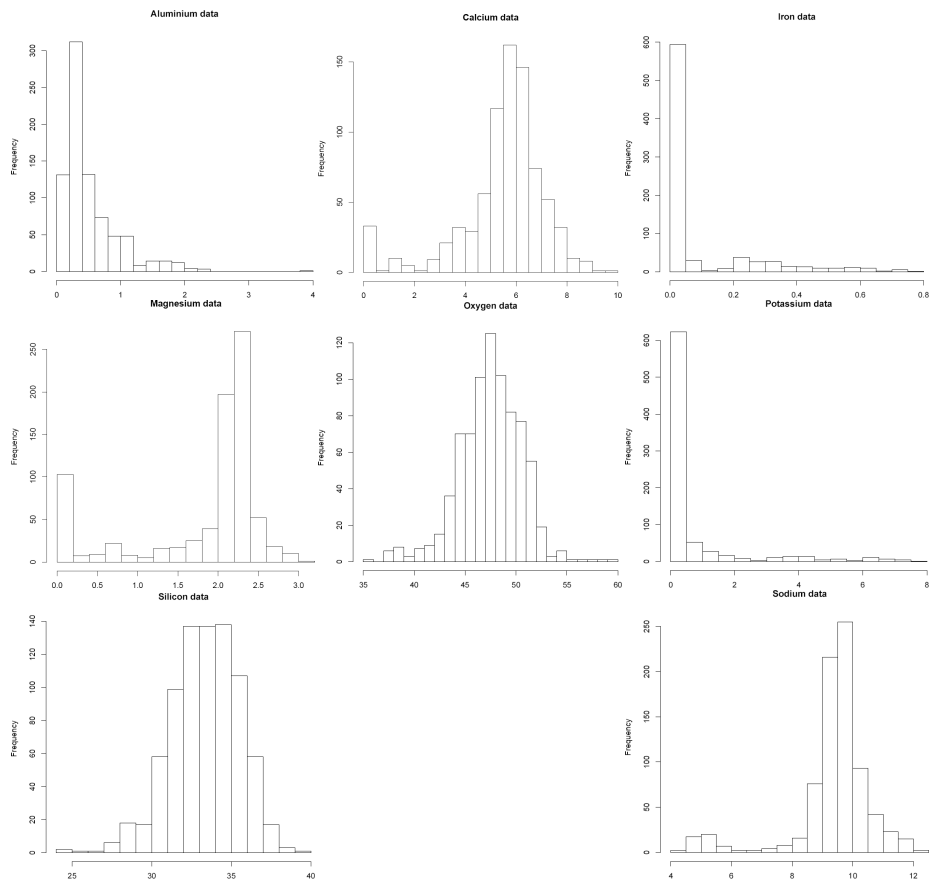 Aluminium data
Frequency
0 50 100 150 200 250 300
0 1 2 3 4
Calcium data
Frequency
0 50 100 150
0 2 4 6 8 10
Iron data
Frequency
0 100 200 300 400 500 600
0.0 0.2 0.4 0.6 0.8
Magnesium data
Frequency
0 50 100 150 200 250
0.0 0.5 1.0 1.5 2.0 2.5 3.0
Oxygen data
Frequency
0 20 40 60 80 100 120
35 40 45 50 55 60
Potassium data
Frequency
0 100 200 300 400 500 600
0 2 4 6 8
Silicon data
Frequency
0 20 40 60 80 100 120 140
25 30 35 40
Sodium data
Frequency
0 50 100 150 200 250
4 6 8 10 12